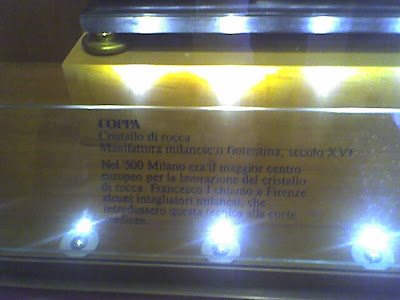 COPPA
Cristallo di rocca
Manifattura milanese o fiorentina, secolo XVI
Nel '500 Milano era il maggior centro
europeo per la lavorazione del cristallo
di rocca. Francesco I chiamò a Firenze
alcuni intagliatori milanesi, che
introdussero questa tecnica alla corte
medicea.